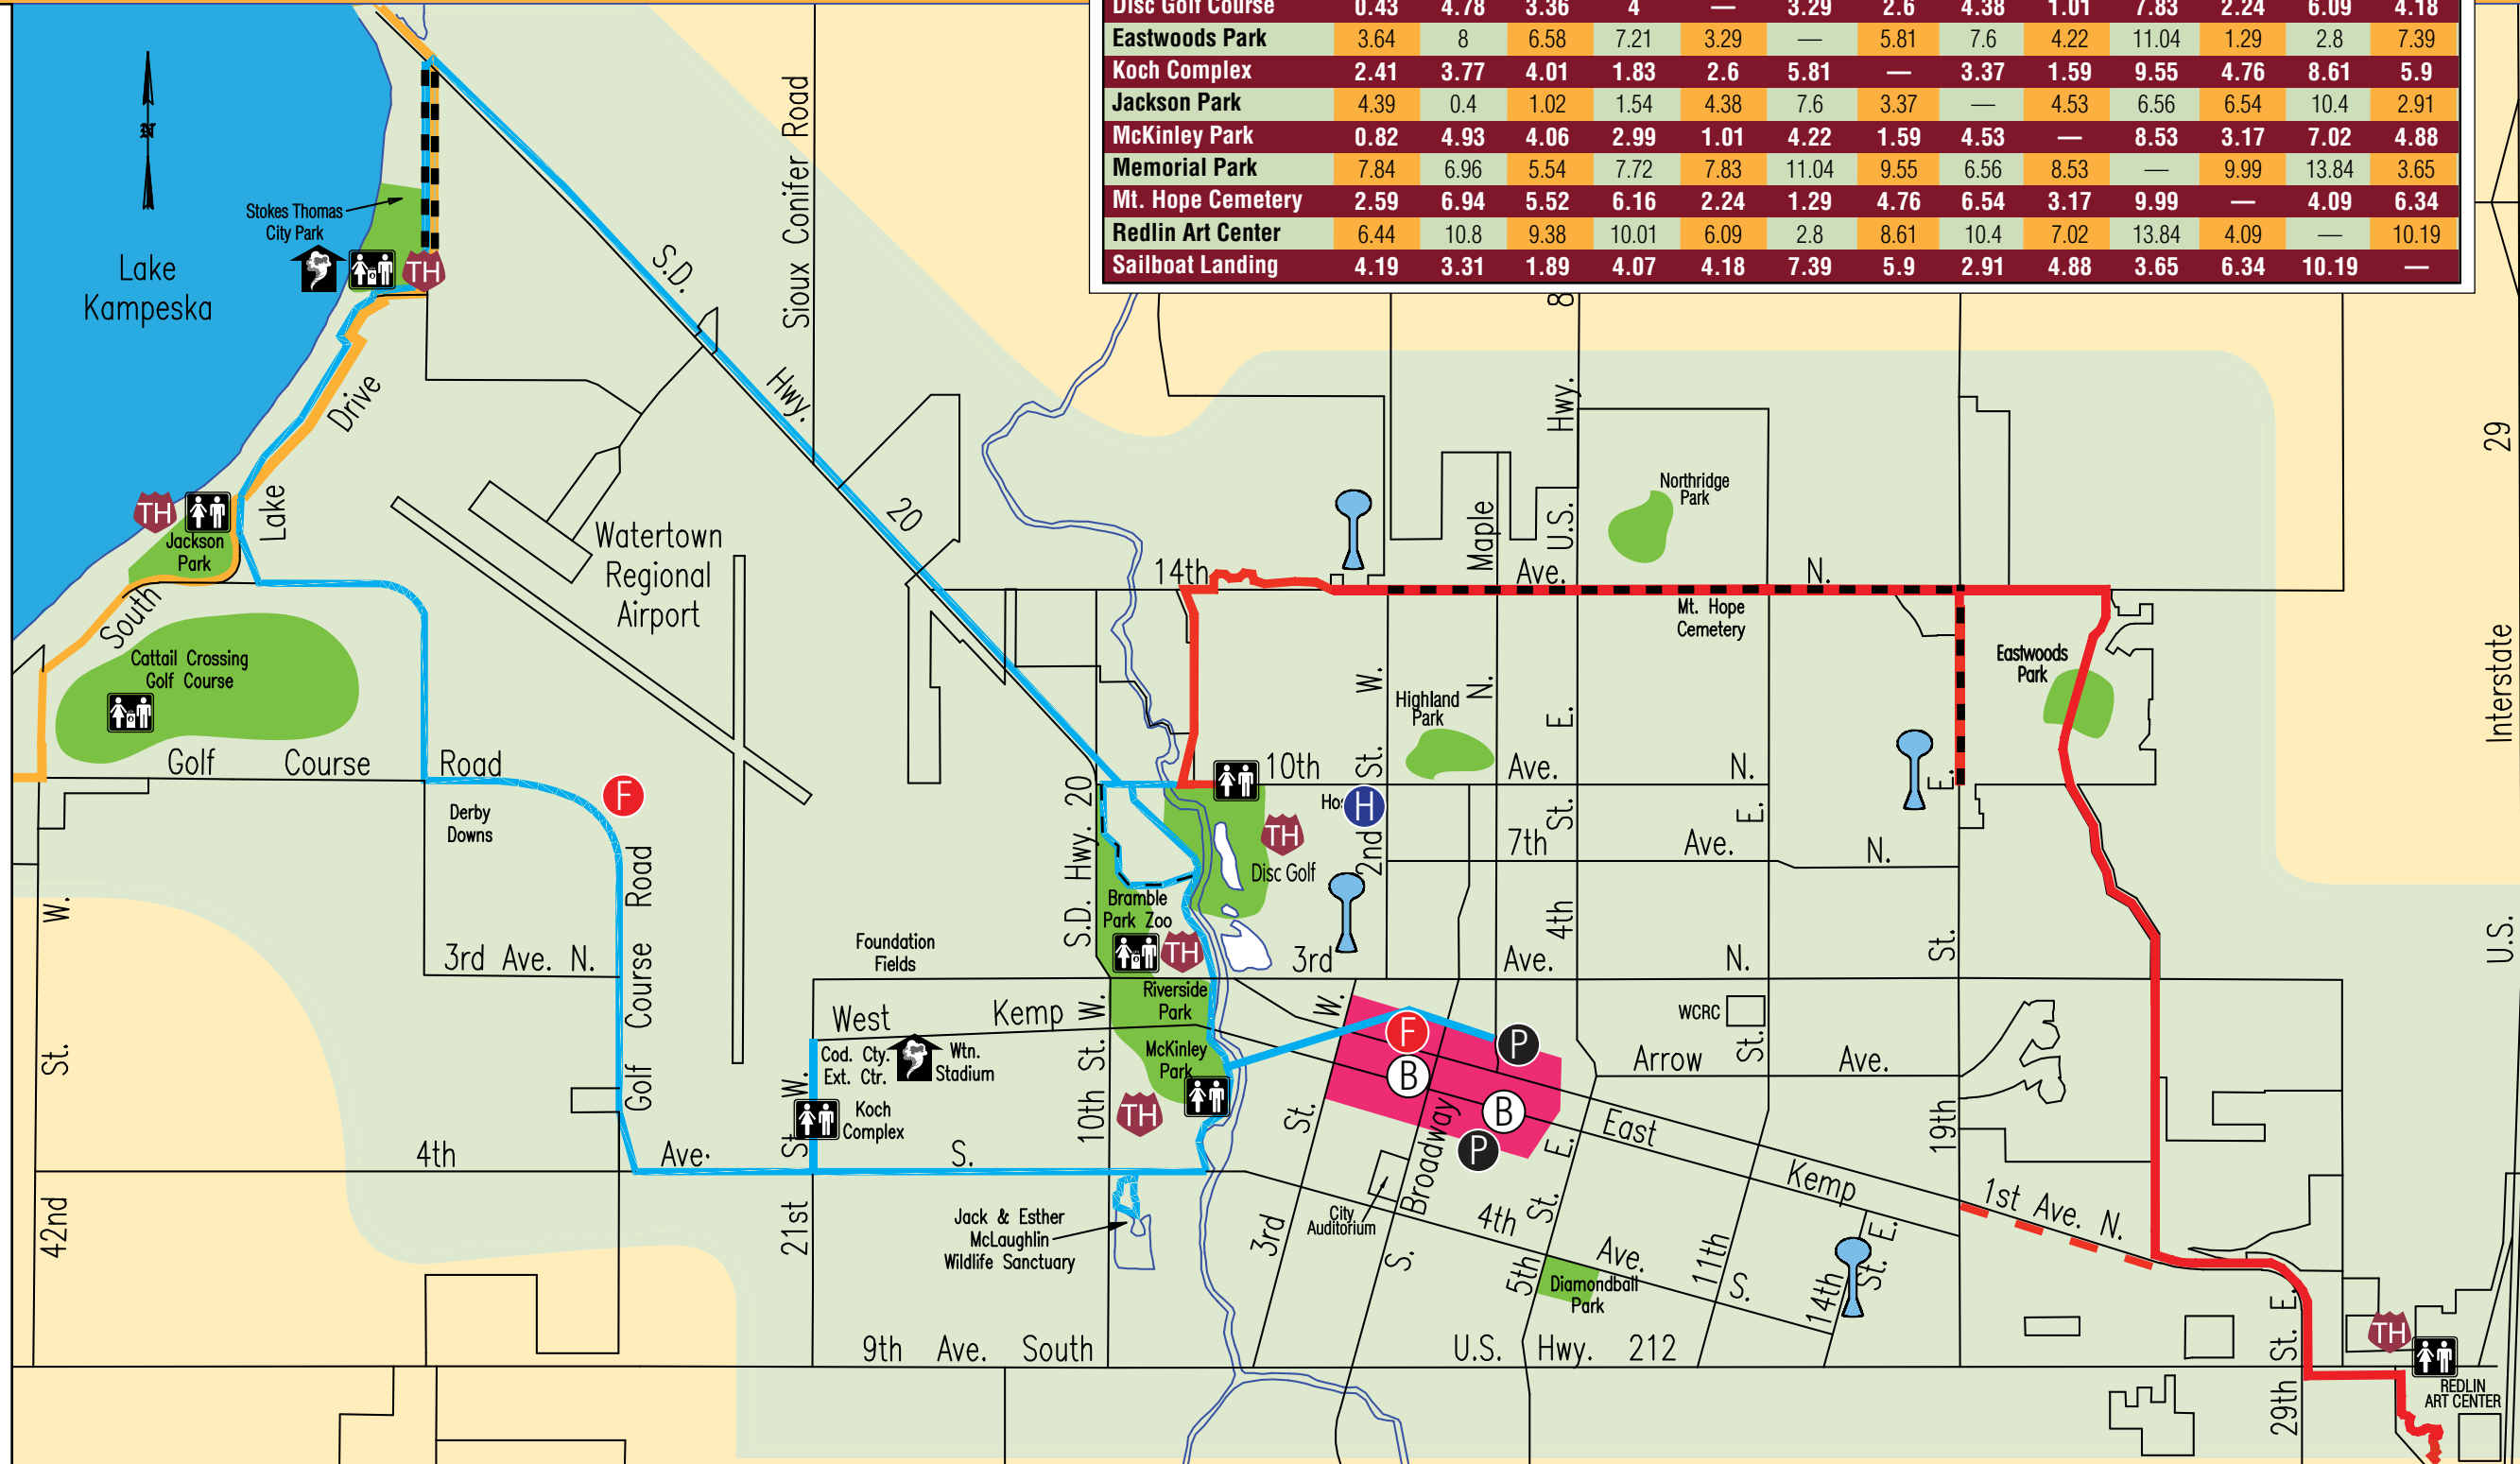 Disc Golf Course 0.43 4.78 3.36 4 — 3.29 2.6 4.38 1.01 7.83 2.24 6.09 4.18
Eastwoods Park 3.64 8 6.58 7.21 3.29 — 5.81 7.6 4.22 11.04 1.29 2.8 7.39
Koch Complex 2.41 3.77 4.01 1.83 2.6 5.81 — 3.37 1.59 9.55 4.76 8.61 5.9
Jackson Park 4.39 0.4 1.02 1.54 4.38 7.6 3.37 — 4.53 6.56 6.54 10.4 2.91
McKinley Park 0.82 4.93 4.06 2.99 1.01 4.22 1.59 4.53 — 8.53 3.17 7.02 4.88
Memorial Park 7.84 6.96 5.54 7.72 7.83 11.04 9.55 6.56 8.53 — 9.99 13.84 3.65
Mt. Hope Cemetery 2.59 6.94 5.52 6.16 2.24 1.29 4.76 6.54 3.17 9.99 — 4.09 6.34
Redlin Art Center 6.44 10.8 9.38 10.01 6.09 2.8 8.61 10.4 7.02 13.84 4.09 — 10.19
Sailboat Landing 4.19 3.31 1.89 4.07 4.18 7.39 5.9 2.91 4.88 3.65 6.34 10.19 —
Lake
Kampeska
Stokes Thomas
City Park
TH
S.D. Hwy. 20
Sioux Conifer Road
South Lake Drive
TH
Jackson
Park
Watertown
Regional
Airport
Cattail Crossing
Golf Course
Golf Course Road
Derby
Downs
F
Golf Course Road
3rd Ave. N.
42nd St. W.
4th Ave. S.
Foundation
Fields
West Kemp
Cod. Cty.
Ext. Ctr.
Wtn.
Stadium
Koch
Complex
21st St. W.
10th St. W.
S.D. Hwy. 20
Bramble
Park Zoo
TH
Riverside
Park
McKinley
Park
TH
Jack & Esther
McLaughlin
Wildlife Sanctuary
9th Ave. South
U.S. Hwy. 212
14th Ave. N.
Maple N.
U.S. Hwy.
8
Northridge
Park
Mt. Hope
Cemetery
Highland
Park
Eastwoods
Park
Interstate
29
U.S.
10th Ave. N.
H
TH
Disc Golf
2nd St. W.
7th Ave. N.
4th St. E.
3rd Ave. N.
WCRC
Arrow Ave.
F
P
B
B
P
3rd St. W.
Broadway S.
City
Auditorium
5th St. E.
4th Ave. S.
Diamondball
Park
11th St. E.
14th St. E.
East Kemp
19th St. E.
1st Ave. N.
29th St. E.
TH
REDLIN
ART CENTER